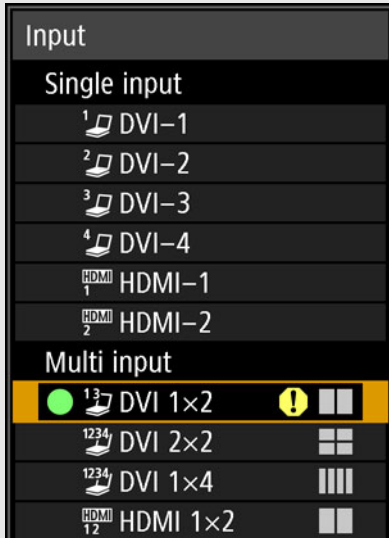 Input
Single input
1 DVI–1
2 DVI–2
3 DVI–3
4 DVI–4
HDMI 1 HDMI–1
HDMI 2 HDMI–2
Multi input
13 DVI 1×2 !
1234 DVI 2×2
1234 DVI 1×4
HDMI 12 HDMI 1×2